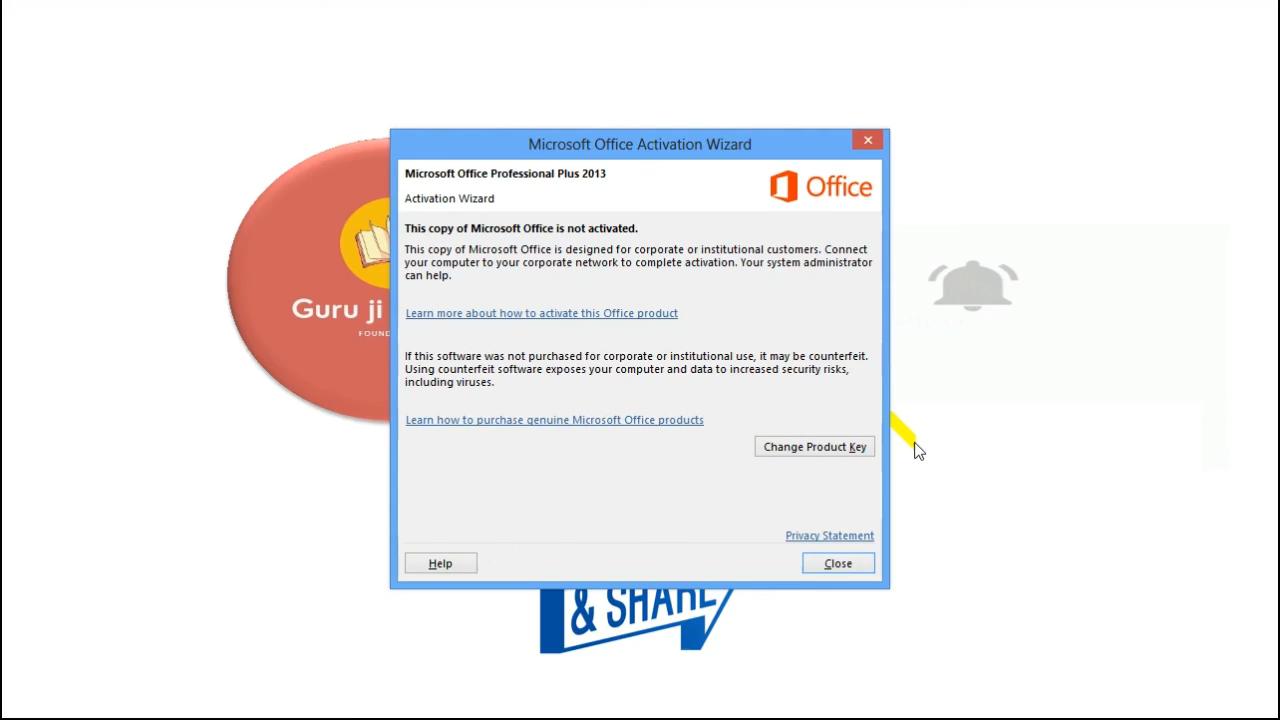 Microsoft Office Activation Wizard
Microsoft Office Professional Plus 2013
Office
Activation Wizard
This copy of Microsoft Office is not activated.
This copy of Microsoft Office is designed for corporate or institutional customers. Connect
your computer to your corporate network to complete activation. Your system administrator
can help.
Guru ji
FOUND
Learn more about how to activate this Office product
If this software was not purchased for corporate or institutional use, it may be counterfeit.
Using counterfeit software exposes your computer and data to increased security risks,
including viruses.
Learn how to purchase genuine Microsoft Office products
Change Product Key
Privacy Statement
Help
Close
& SHARE